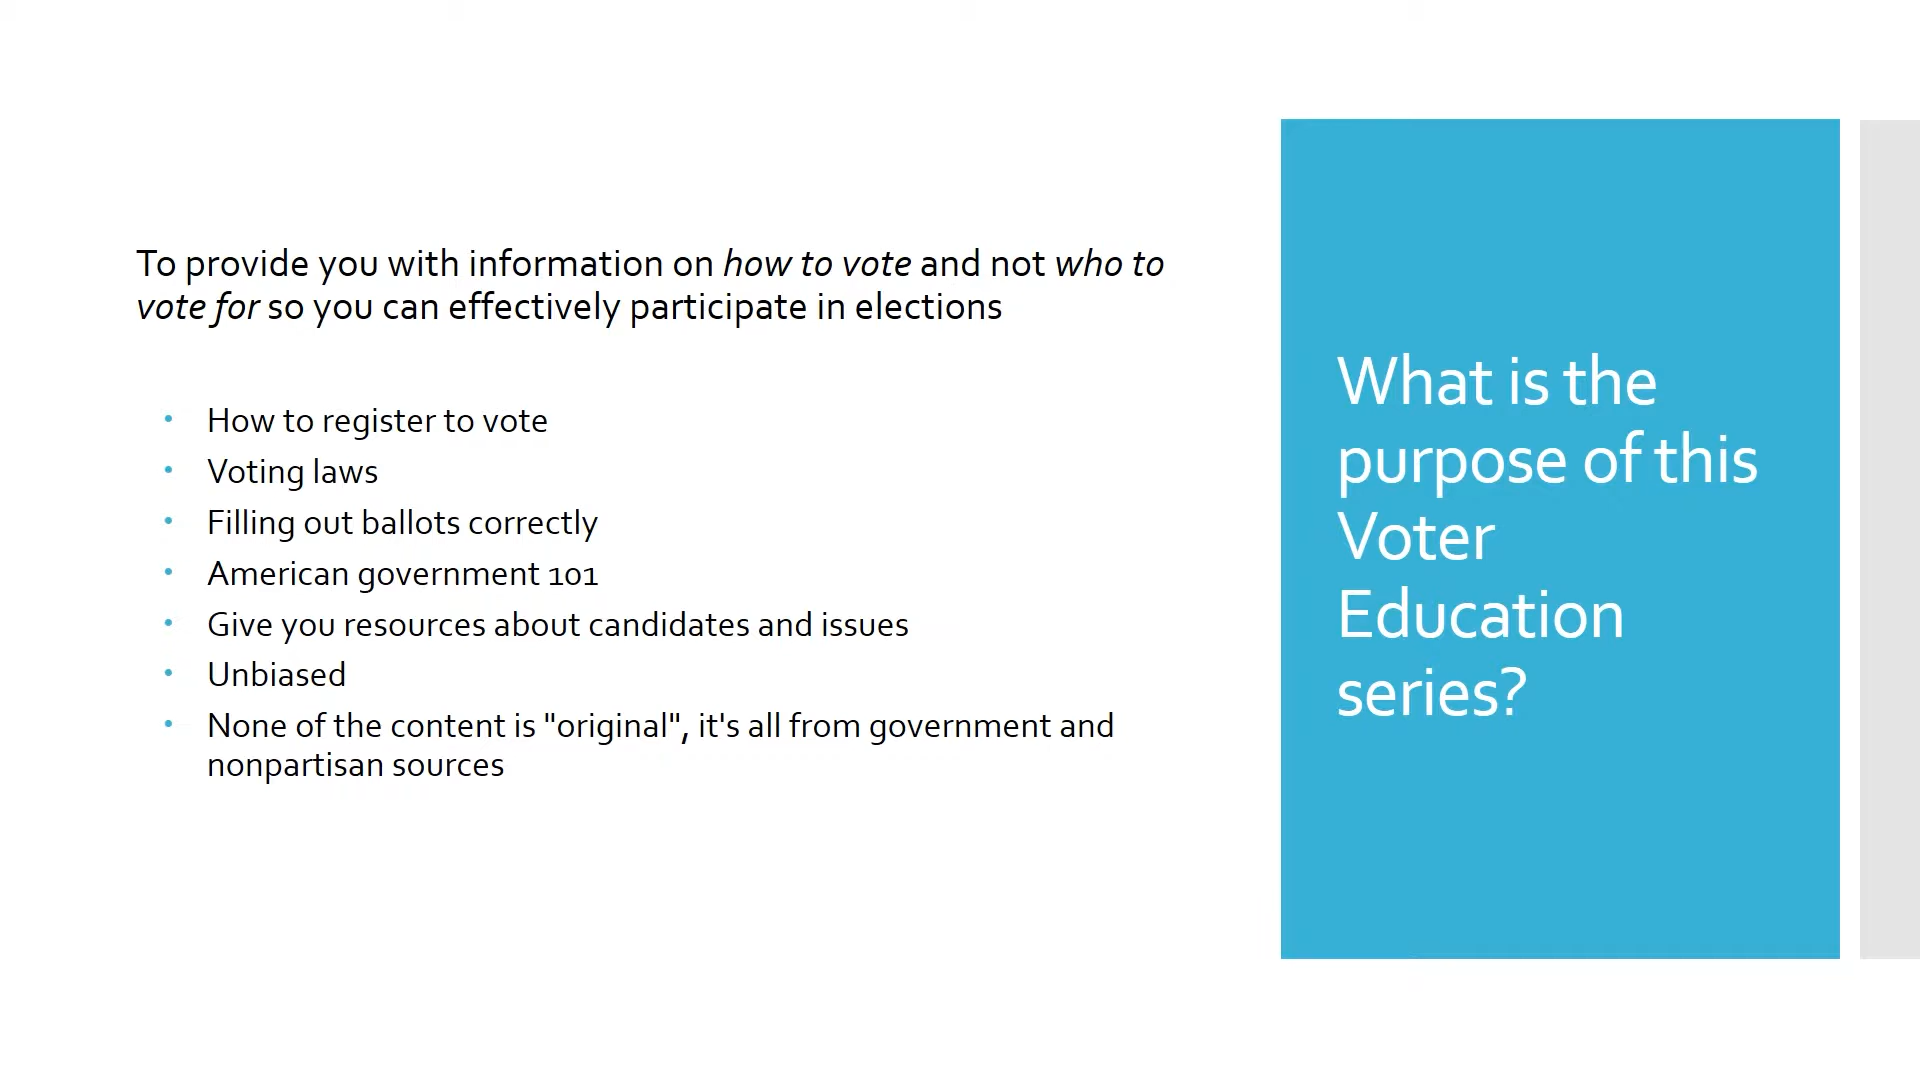 To provide you with information on how to vote and not who to
vote for so you can effectively participate in elections
• How to register to vote
• Voting laws
• Filling out ballots correctly
• American government 101
• Give you resources about candidates and issues
• Unbiased
• None of the content is "original", it's all from government and
nonpartisan sources
What is the
purpose of this
Voter
Education
series?